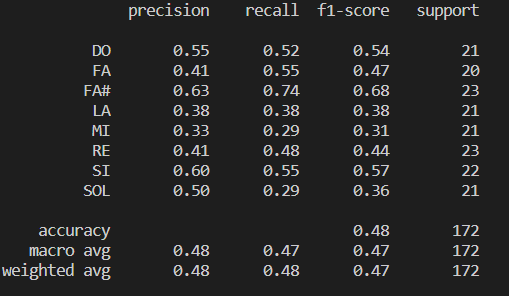 precision recall f1-score support
DO 0.55 0.52 0.54 21
FA 0.41 0.55 0.47 20
FA# 0.63 0.74 0.68 23
LA 0.38 0.38 0.38 21
MI 0.33 0.29 0.31 21
RE 0.41 0.48 0.44 23
SI 0.60 0.55 0.57 22
SOL 0.50 0.29 0.36 21
accuracy 0.48 172
macro avg 0.48 0.47 0.47 172
weighted avg 0.48 0.48 0.47 172